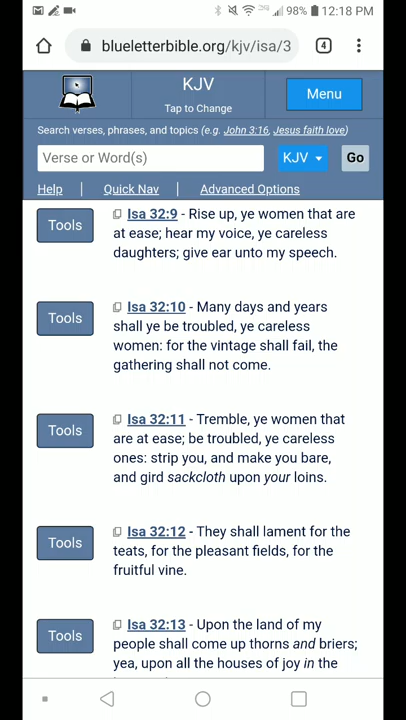 98% 12:18 PM
blueletterbible.org/kjv/isa/3
4
KJV
Tap to Change
Menu
Search verses, phrases, and topics (e.g. John 3:16, Jesus faith love)
Verse or Word(s)
KJV
Go
Help | Quick Nav | Advanced Options
Tools
Isa 32:9 - Rise up, ye women that are
at ease; hear my voice, ye careless
daughters; give ear unto my speech.
Tools
Isa 32:10 - Many days and years
shall ye be troubled, ye careless
women: for the vintage shall fail, the
gathering shall not come.
Tools
Isa 32:11 - Tremble, ye women that
are at ease; be troubled, ye careless
ones: strip you, and make you bare,
and gird sackcloth upon your loins.
Tools
Isa 32:12 - They shall lament for the
teats, for the pleasant fields, for the
fruitful vine.
Tools
Isa 32:13 - Upon the land of my
people shall come up thorns and briers;
yea, upon all the houses of joy in the